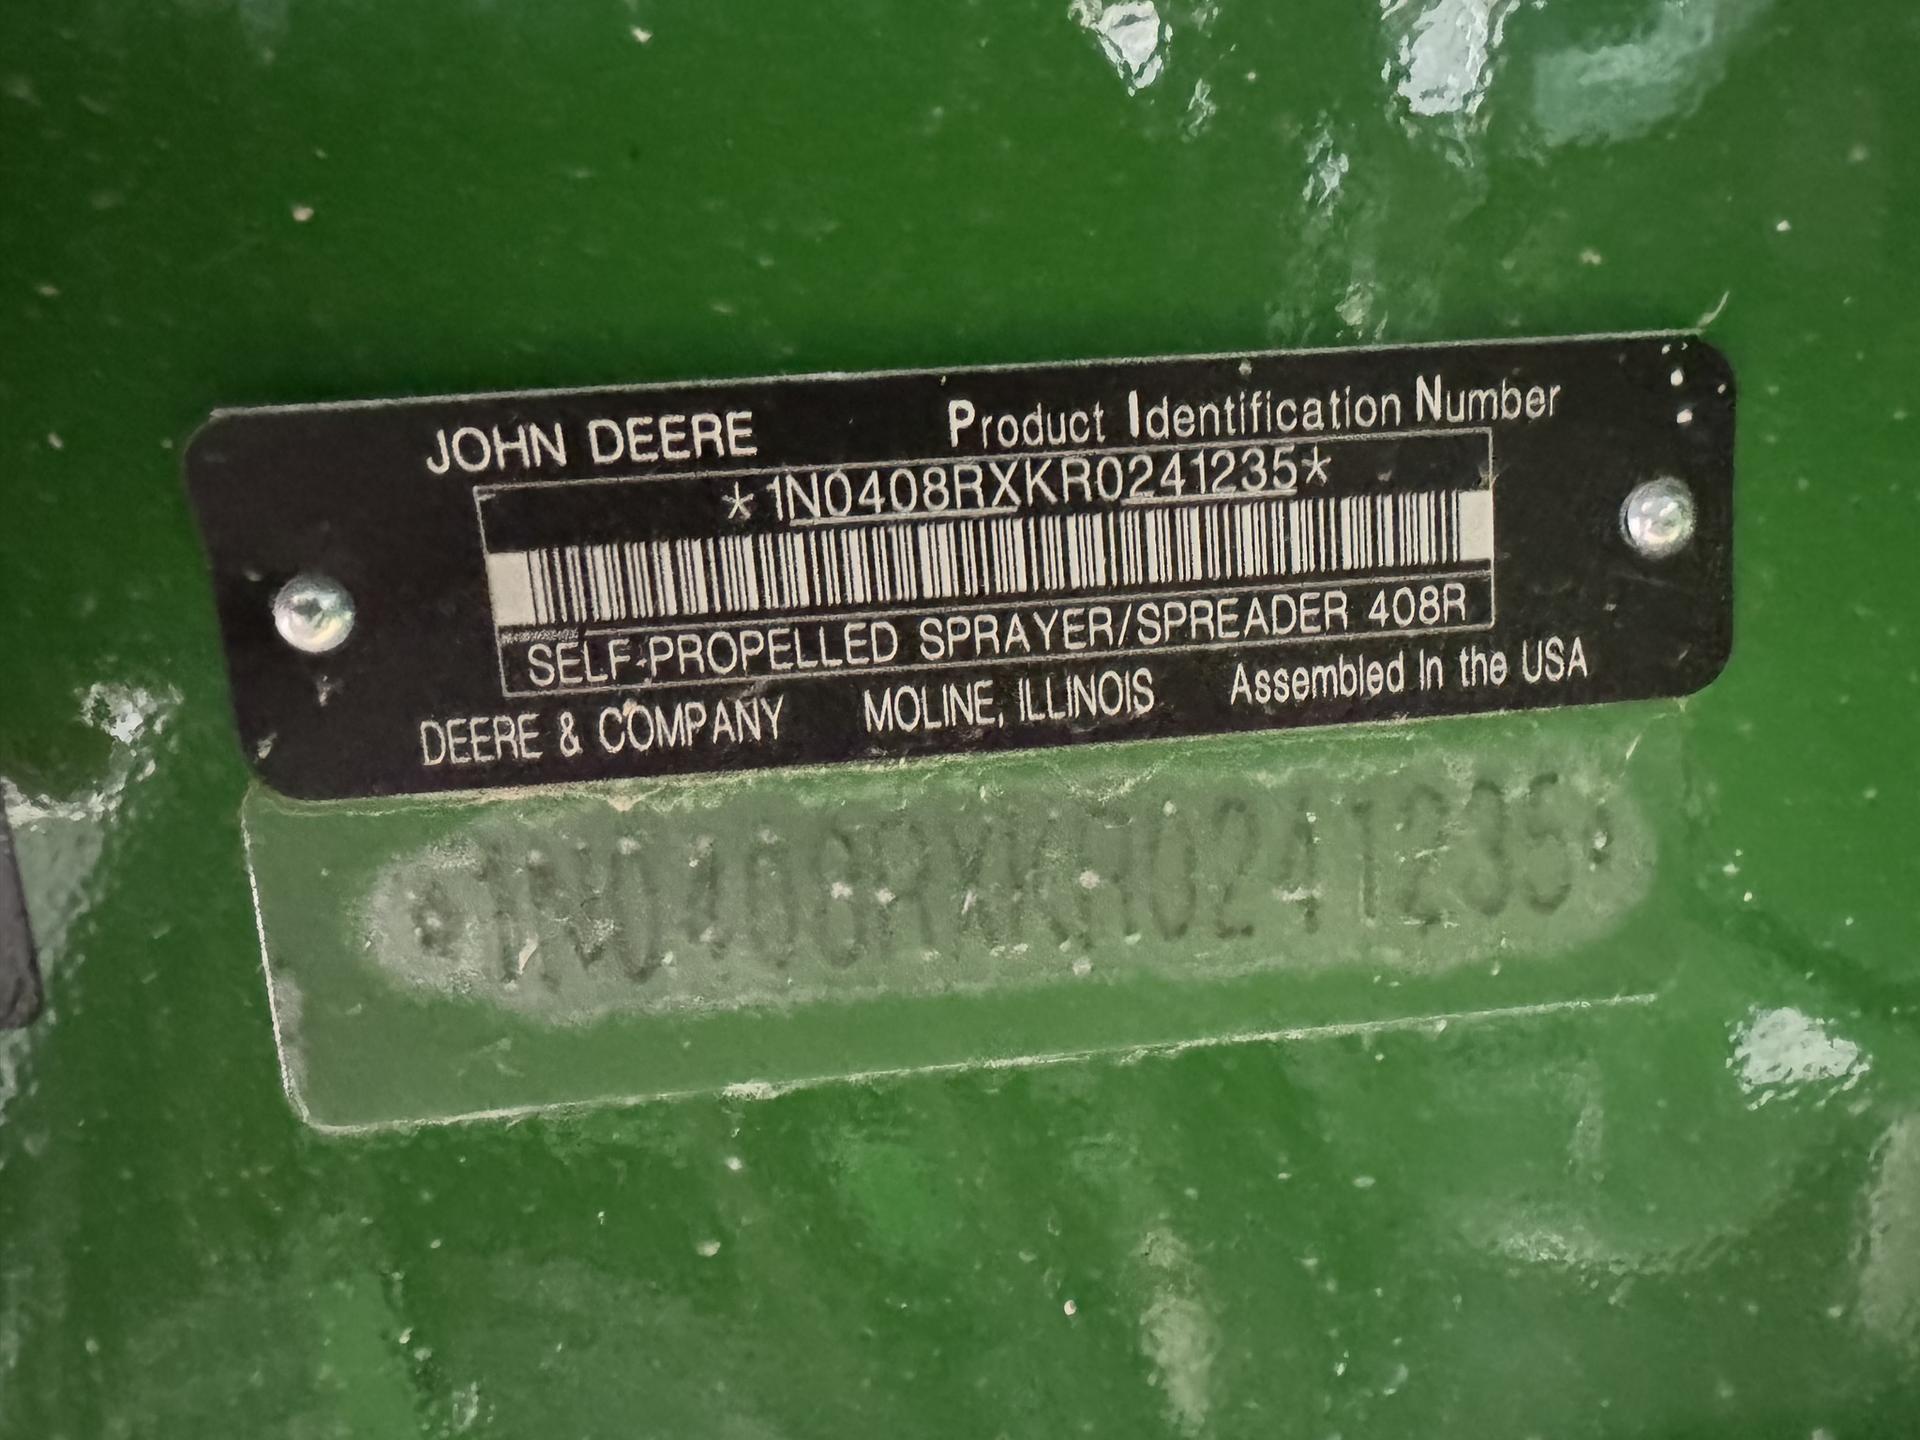 JOHN DEERE Product Identification Number
*1N0408RXKR0241235*
SELF-PROPELLED SPRAYER/SPREADER 408R
DEERE & COMPANY MOLINE, ILLINOIS Assembled In the USA
*1N0408RXKR0241235*